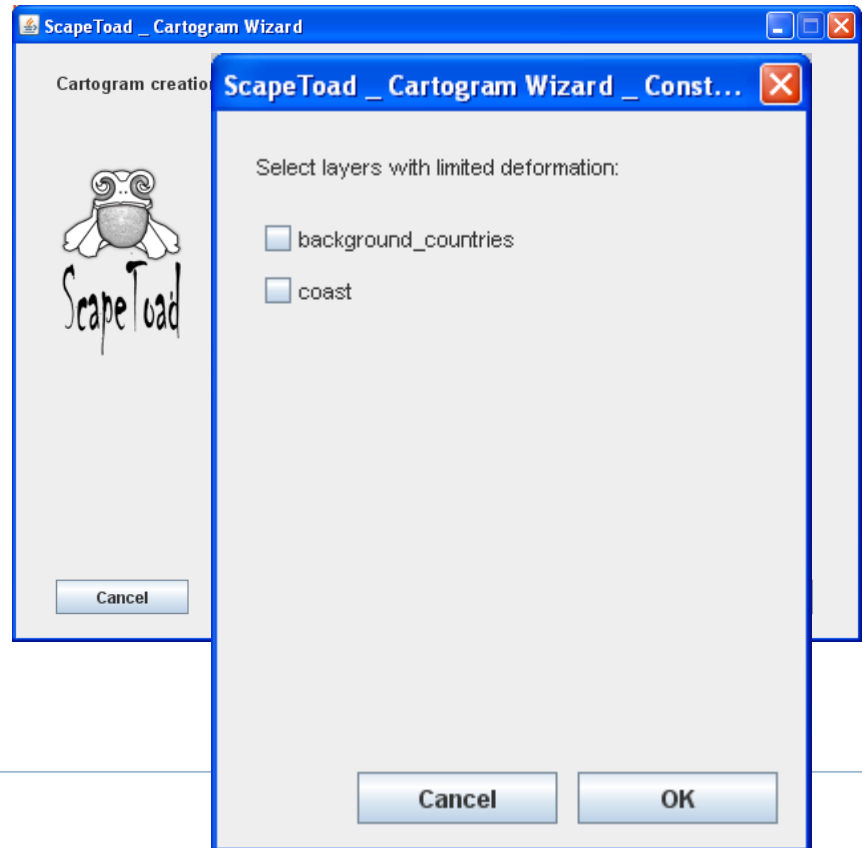 ScapeToad _ Cartogram Wizard
Cartogram creation
ScapeToad
Cancel
ScapeToad _ Cartogram Wizard _ Const...
Select layers with limited deformation:
background_countries
coast
Cancel
OK